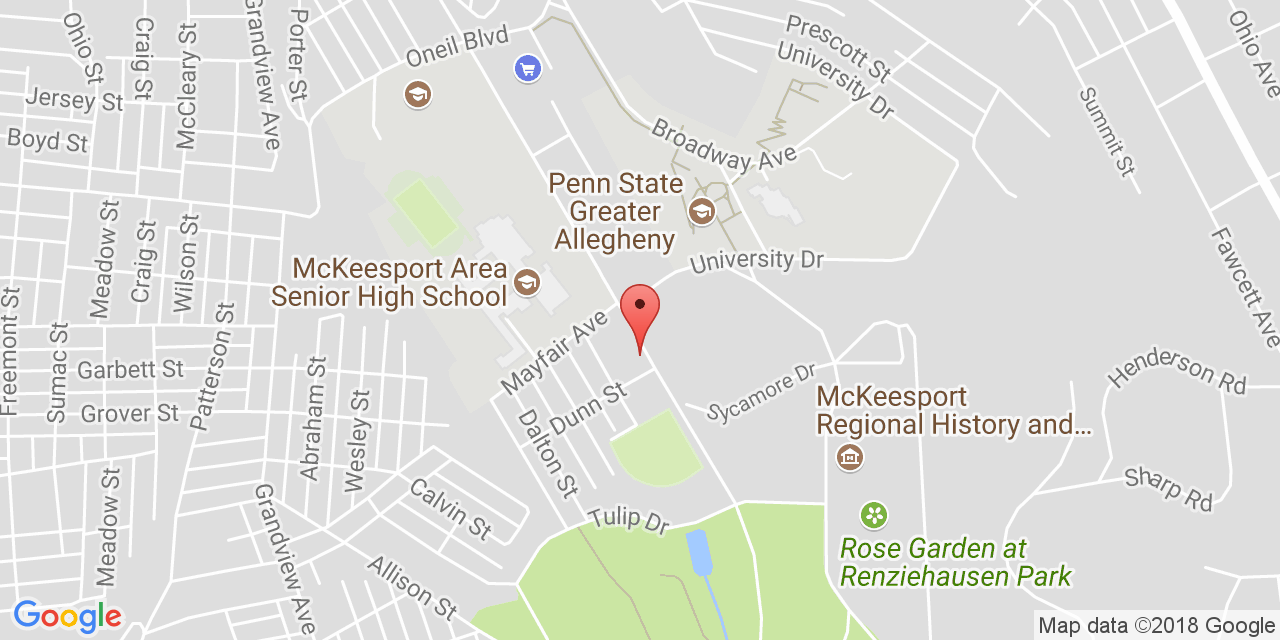 Ohio St
Craig St
McCleary St
Grandview Ave
Porter St
Oneil Blvd
Prescott St
University Dr
Ohio Ave
Jersey St
Boyd St
Broadway Ave
Summit St
Penn State
Greater
Allegheny
Meadow St
Craig St
Wilson St
University Dr
Fawcett Ave
McKeesport Area
Senior High School
Freemont St
Sumac St
Patterson St
Mayfair Ave
Garbett St
Grover St
Abraham St
Wesley St
Dunn St
Dalton St
Sycamore Dr
Henderson Rd
McKeesport
Regional History and...
Meadow St
Grandview Ave
Calvin St
Sharp Rd
Tulip Dr
Allison St
Rose Garden at
Renziehausen Park
Google
Map data ©2018 Google